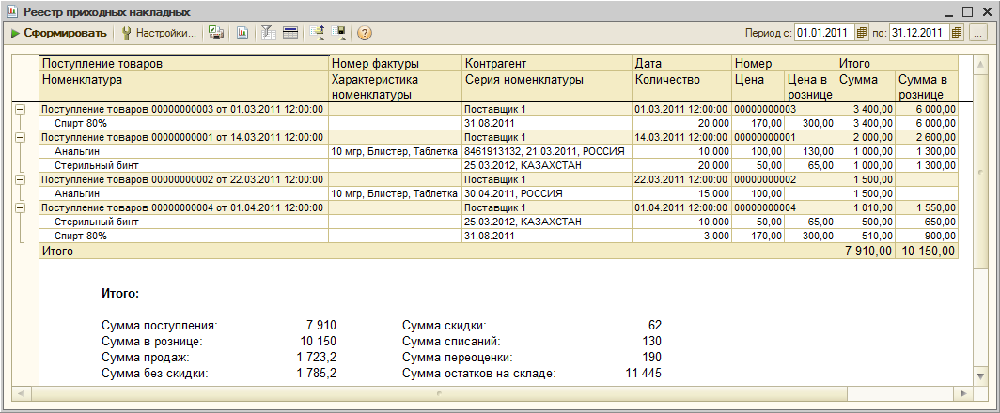 Реестр приходных накладных
Сформировать Настройки... Период с: 01.01.2011 по: 31.12.2011 ...
Поступление товаров Номер фактуры Контрагент Дата Номер Итого
Номенклатура Характеристика номенклатуры Серия номенклатуры Количество Цена Цена в рознице Сумма Сумма в рознице
Поступление товаров 00000000003 от 01.03.2011 12:00:00 Поставщик 1 01.03.2011 12:00:00 00000000003 3 400,00 6 000,00
Спирт 80% 31.08.2011 20,000 170,00 300,00 3 400,00 6 000,00
Поступление товаров 00000000001 от 14.03.2011 12:00:00 Поставщик 1 14.03.2011 12:00:00 00000000001 2 000,00 2 600,00
Анальгин 10 мгр, Блистер, Таблетка 8461913132, 21.03.2011, РОССИЯ 10,000 100,00 130,00 1 000,00 1 300,00
Стерильный бинт 25.03.2012, КАЗАХСТАН 20,000 50,00 65,00 1 000,00 1 300,00
Поступление товаров 00000000002 от 22.03.2011 12:00:00 Поставщик 1 22.03.2011 12:00:00 00000000002 1 500,00
Анальгин 10 мгр, Блистер, Таблетка 30.04.2011, РОССИЯ 15,000 100,00 1 500,00
Поступление товаров 00000000004 от 01.04.2011 12:00:00 Поставщик 1 01.04.2011 12:00:00 00000000004 1 010,00 1 550,00
Стерильный бинт 25.03.2012, КАЗАХСТАН 10,000 50,00 65,00 500,00 650,00
Спирт 80% 31.08.2011 3,000 170,00 300,00 510,00 900,00
Итого 7 910,00 10 150,00
Итого:
Сумма поступления: 7 910 Сумма скидки: 62
Сумма в рознице: 10 150 Сумма списаний: 130
Сумма продаж: 1 723,2 Сумма переоценки: 190
Сумма без скидки: 1 785,2 Сумма остатков на складе: 11 445